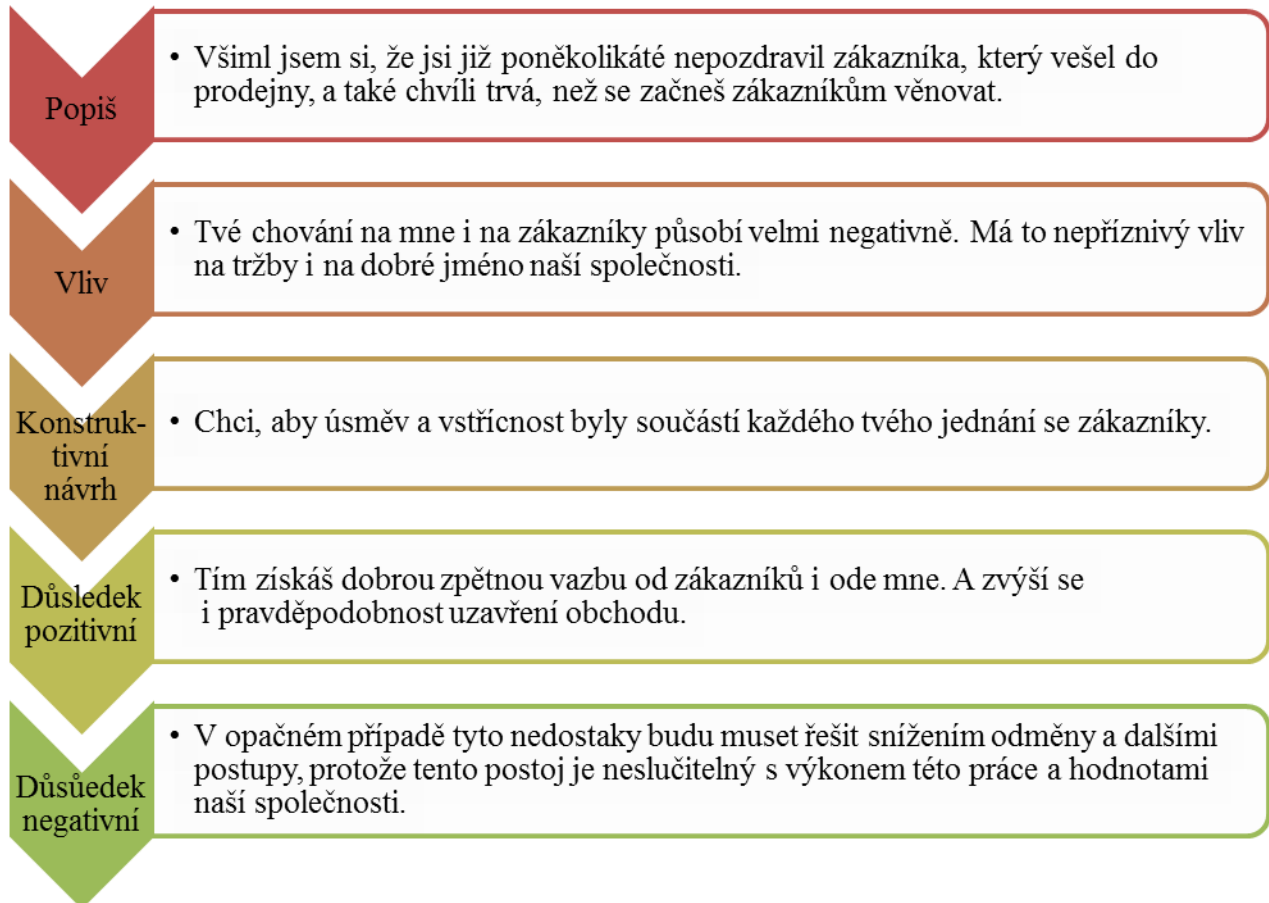 Popiš
• Všiml jsem si, že jsi již poněkolikáté nepozdravil zákazníka, který vešel do
prodejny, a také chvíli trvá, než se začneš zákazníkům věnovat.
Vliv
• Tvé chování na mne i na zákazníky působí velmi negativně. Má to nepříznivý vliv
na tržby i na dobré jméno naší společnosti.
Konstruk-
tivní
návrh
• Chci, aby úsměv a vstřícnost byly součástí každého tvého jednání se zákazníky.
Důsledek
pozitivní
• Tím získáš dobrou zpětnou vazbu od zákazníků i ode mne. A zvýší se
i pravděpodobnost uzavření obchodu.
Důsůedek
negativní
• V opačném případě tyto nedostaky budu muset řešit snížením odměny a dalšími
postupy, protože tento postoj je neslučitelný s výkonem této práce a hodnotami
naší společnosti.